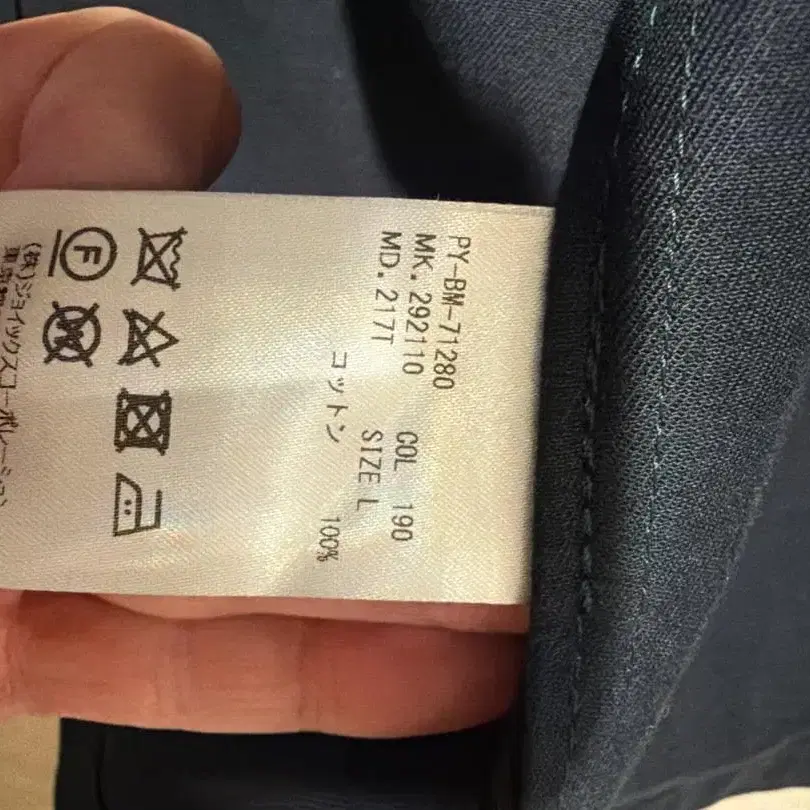 PY-BM-71280
MK. 292110 COL 190
MD. 217T SIZE L
コットン 100%
F W
(株)ジョイックスコーポレーション